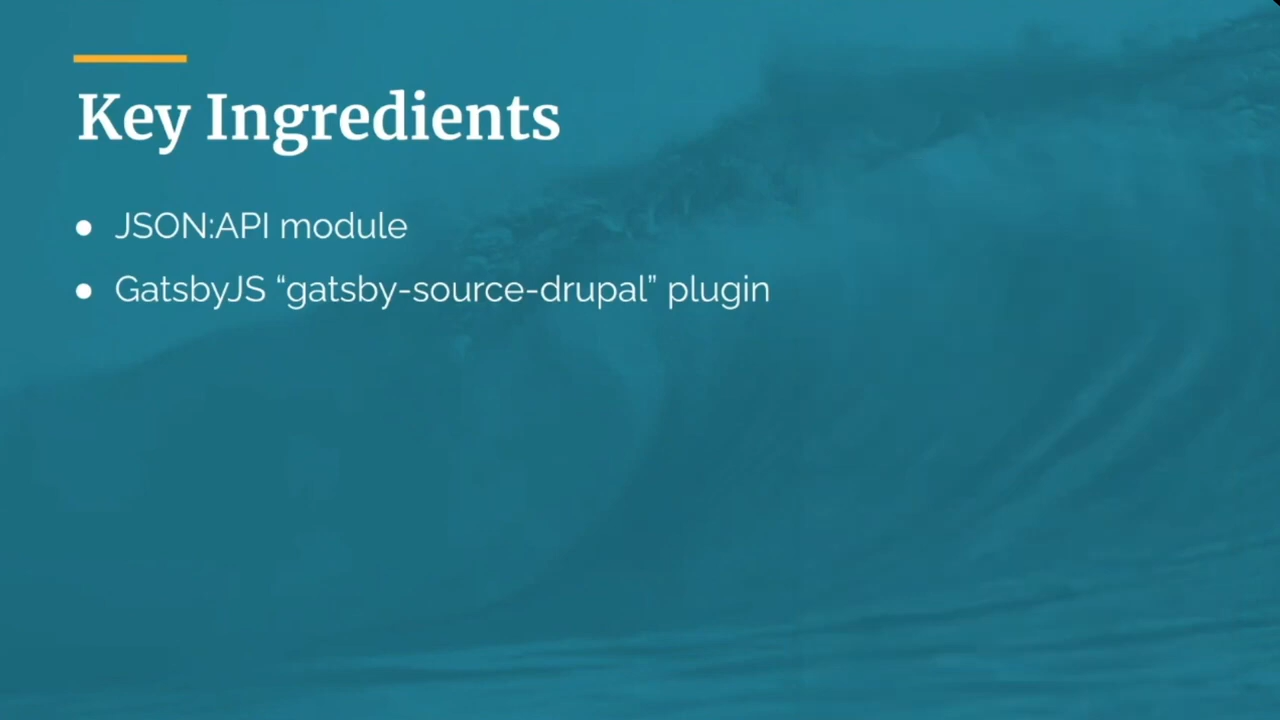 Key Ingredients
● JSON:API module
● GatsbyJS “gatsby-source-drupal” plugin